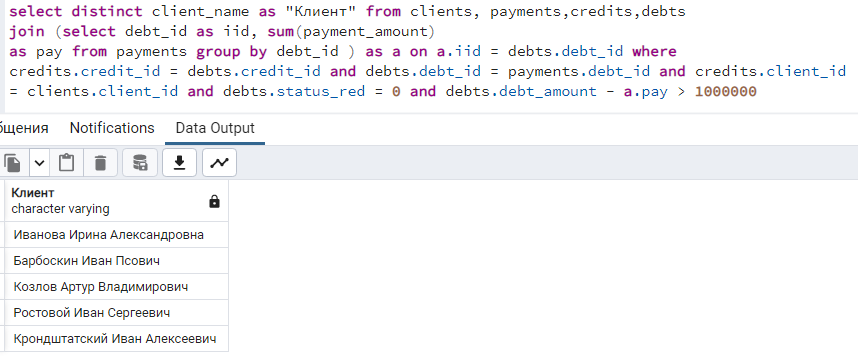 select distinct client_name as "Клиент" from clients, payments,credits,debts
join (select debt_id as iid, sum(payment_amount)
as pay from payments group by debt_id ) as a on a.iid = debts.debt_id where
credits.credit_id = debts.credit_id and debts.debt_id = payments.debt_id and credits.client_id
= clients.client_id and debts.status_red = 0 and debts.debt_amount - a.pay > 1000000
бщения Notifications Data Output
Клиент
character varying
Иванова Ирина Александровна
Барбоскин Иван Псович
Козлов Артур Владимирович
Ростовой Иван Сергеевич
Крондштатский Иван Алексеевич